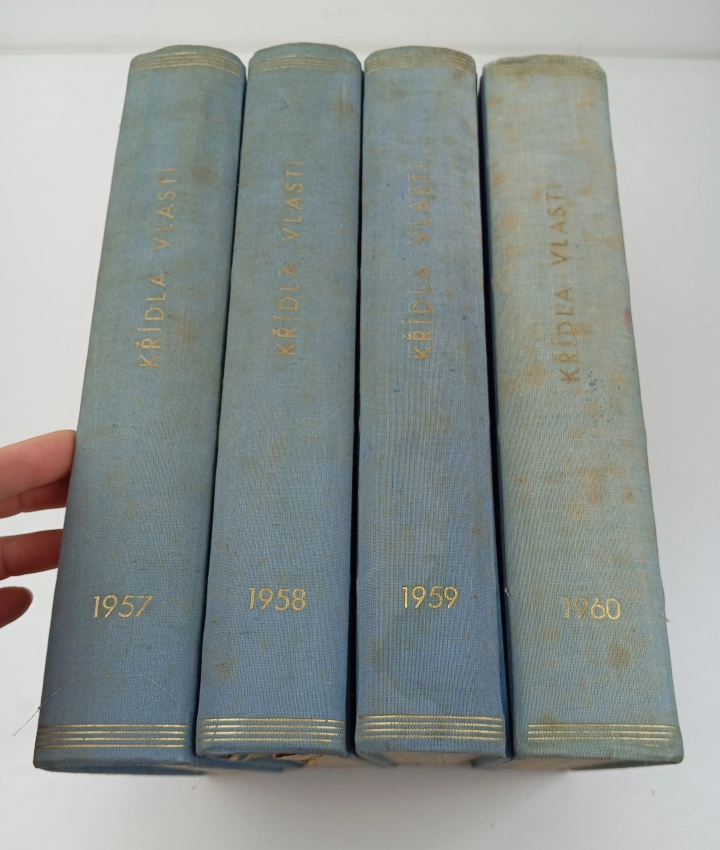 KŘÍDLA VLASTI
1957
KŘÍDLA VLASTI
1958
KŘÍDLA VLASTI
1959
KŘÍDLA VLASTI
1960